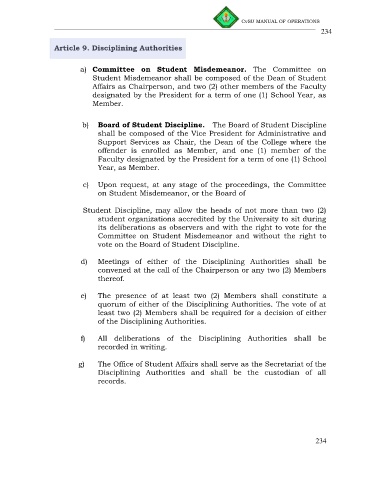 CvSU MANUAL OF OPERATIONS
234
Article 9. Disciplining Authorities
a) Committee on Student Misdemeanor. The Committee on
Student Misdemeanor shall be composed of the Dean of Student
Affairs as Chairperson, and two (2) other members of the Faculty
designated by the President for a term of one (1) School Year, as
Member.
b) Board of Student Discipline. The Board of Student Discipline
shall be composed of the Vice President for Administrative and
Support Services as Chair, the Dean of the College where the
offender is enrolled as Member, and one (1) member of the
Faculty designated by the President for a term of one (1) School
Year, as Member.
c) Upon request, at any stage of the proceedings, the Committee
on Student Misdemeanor, or the Board of
Student Discipline, may allow the heads of not more than two (2)
student organizations accredited by the University to sit during
its deliberations as observers and with the right to vote for the
Committee on Student Misdemeanor and without the right to
vote on the Board of Student Discipline.
d) Meetings of either of the Disciplining Authorities shall be
convened at the call of the Chairperson or any two (2) Members
thereof.
e) The presence of at least two (2) Members shall constitute a
quorum of either of the Disciplining Authorities. The vote of at
least two (2) Members shall be required for a decision of either
of the Disciplining Authorities.
f) All deliberations of the Disciplining Authorities shall be
recorded in writing.
g) The Office of Student Affairs shall serve as the Secretariat of the
Disciplining Authorities and shall be the custodian of all
records.
234